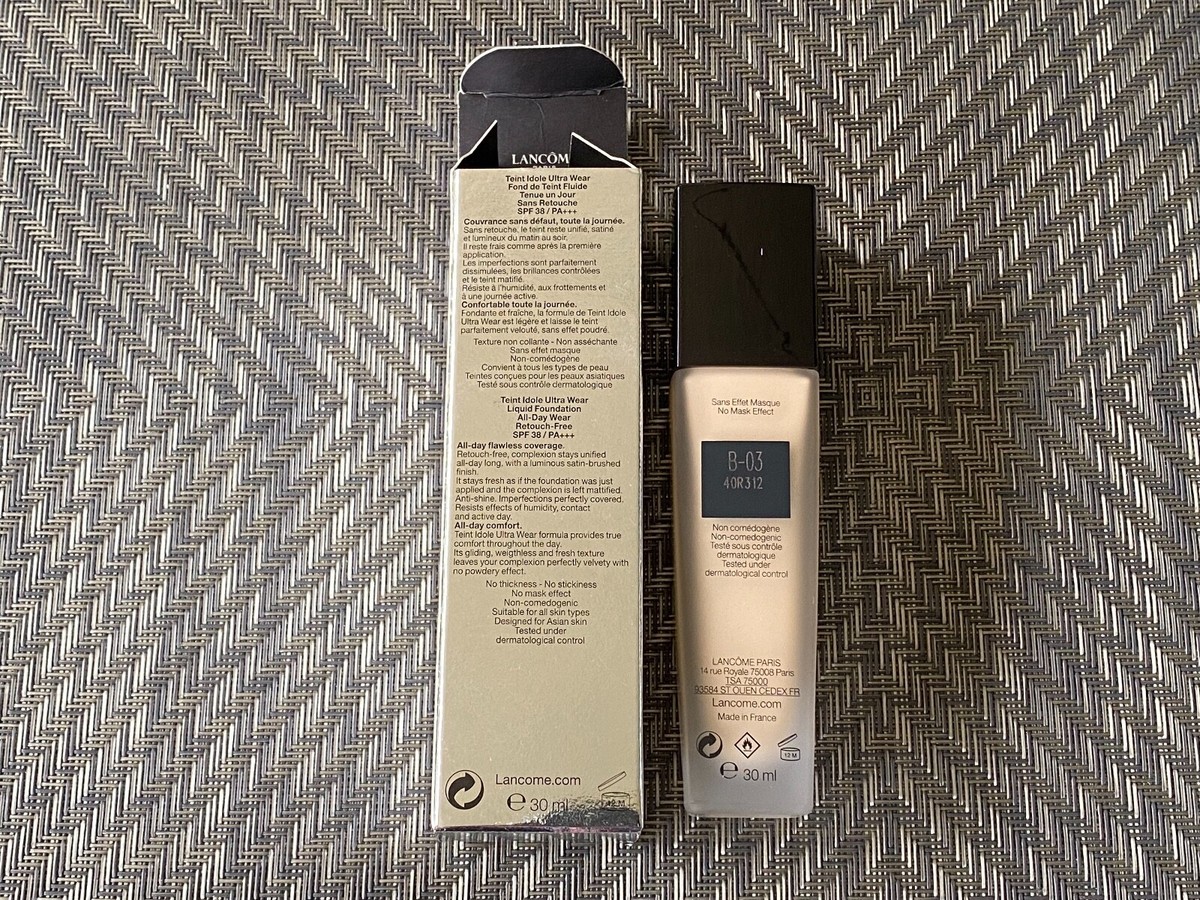 LANCÔM
Teint Idole Ultra Wear
Fond de Teint Fluide
Tenue un Jour
Sans Retouche
SPF 38 / PA+++
Couvrance sans défaut, toute la journée.
Sans retouche, le teint reste unifié, satiné
et lumineux du matin au soir.
Il reste frais comme après la première
application.
Les imperfections sont parfaitement
dissimulées, les brillances contrôlées
et le teint matifié.
Résiste à l'humidité, aux frottements et
à une journée active.
Confortable toute la journée.
Fondante et fraîche, la formule de Teint Idole
Ultra Wear est légère et laisse le teint
parfaitement velouté, sans effet poudré.
Texture non collante - Non asséchante
Sans effet masque
Non-comédogène
Convient à tous les types de peau
Teintes conçues pour les peaux asiatiques
Testé sous contrôle dermatologique
Teint Idole Ultra Wear
Liquid Foundation
All-Day Wear
Retouch-Free
SPF 38 / PA+++
All-day flawless coverage.
Retouch-free, complexion stays unified
all-day long, with a luminous satin-brushed
finish.
It stays fresh as if the foundation was just
applied and the complexion is left mattified.
Anti-shine. Imperfections perfectly covered.
Resists effects of humidity, contact
and active day.
All-day comfort.
Teint Idole Ultra Wear formula provides true
comfort throughout the day.
Its gliding, weigthless and fresh texture
leaves your complexion perfectly velvety with
no powdery effect.
No thickness - No stickiness
No mask effect
Non-comedogenic
Suitable for all skin types
Designed for Asian skin
Tested under
dermatological control
Lancome.com
e 30 ml
12 M
Sans Effet Masque
No Mask Effect
B-03
40R312
Non comédogène
Non-comedogenic
Testé sous contrôle
dermatologique
Tested under
dermatological control
LANCÔME PARIS
14 rue Royale 75008 Paris
TSA 75000
93584 ST OUEN CEDEX FR
Lancome.com
Made in France
12 M
e 30 ml